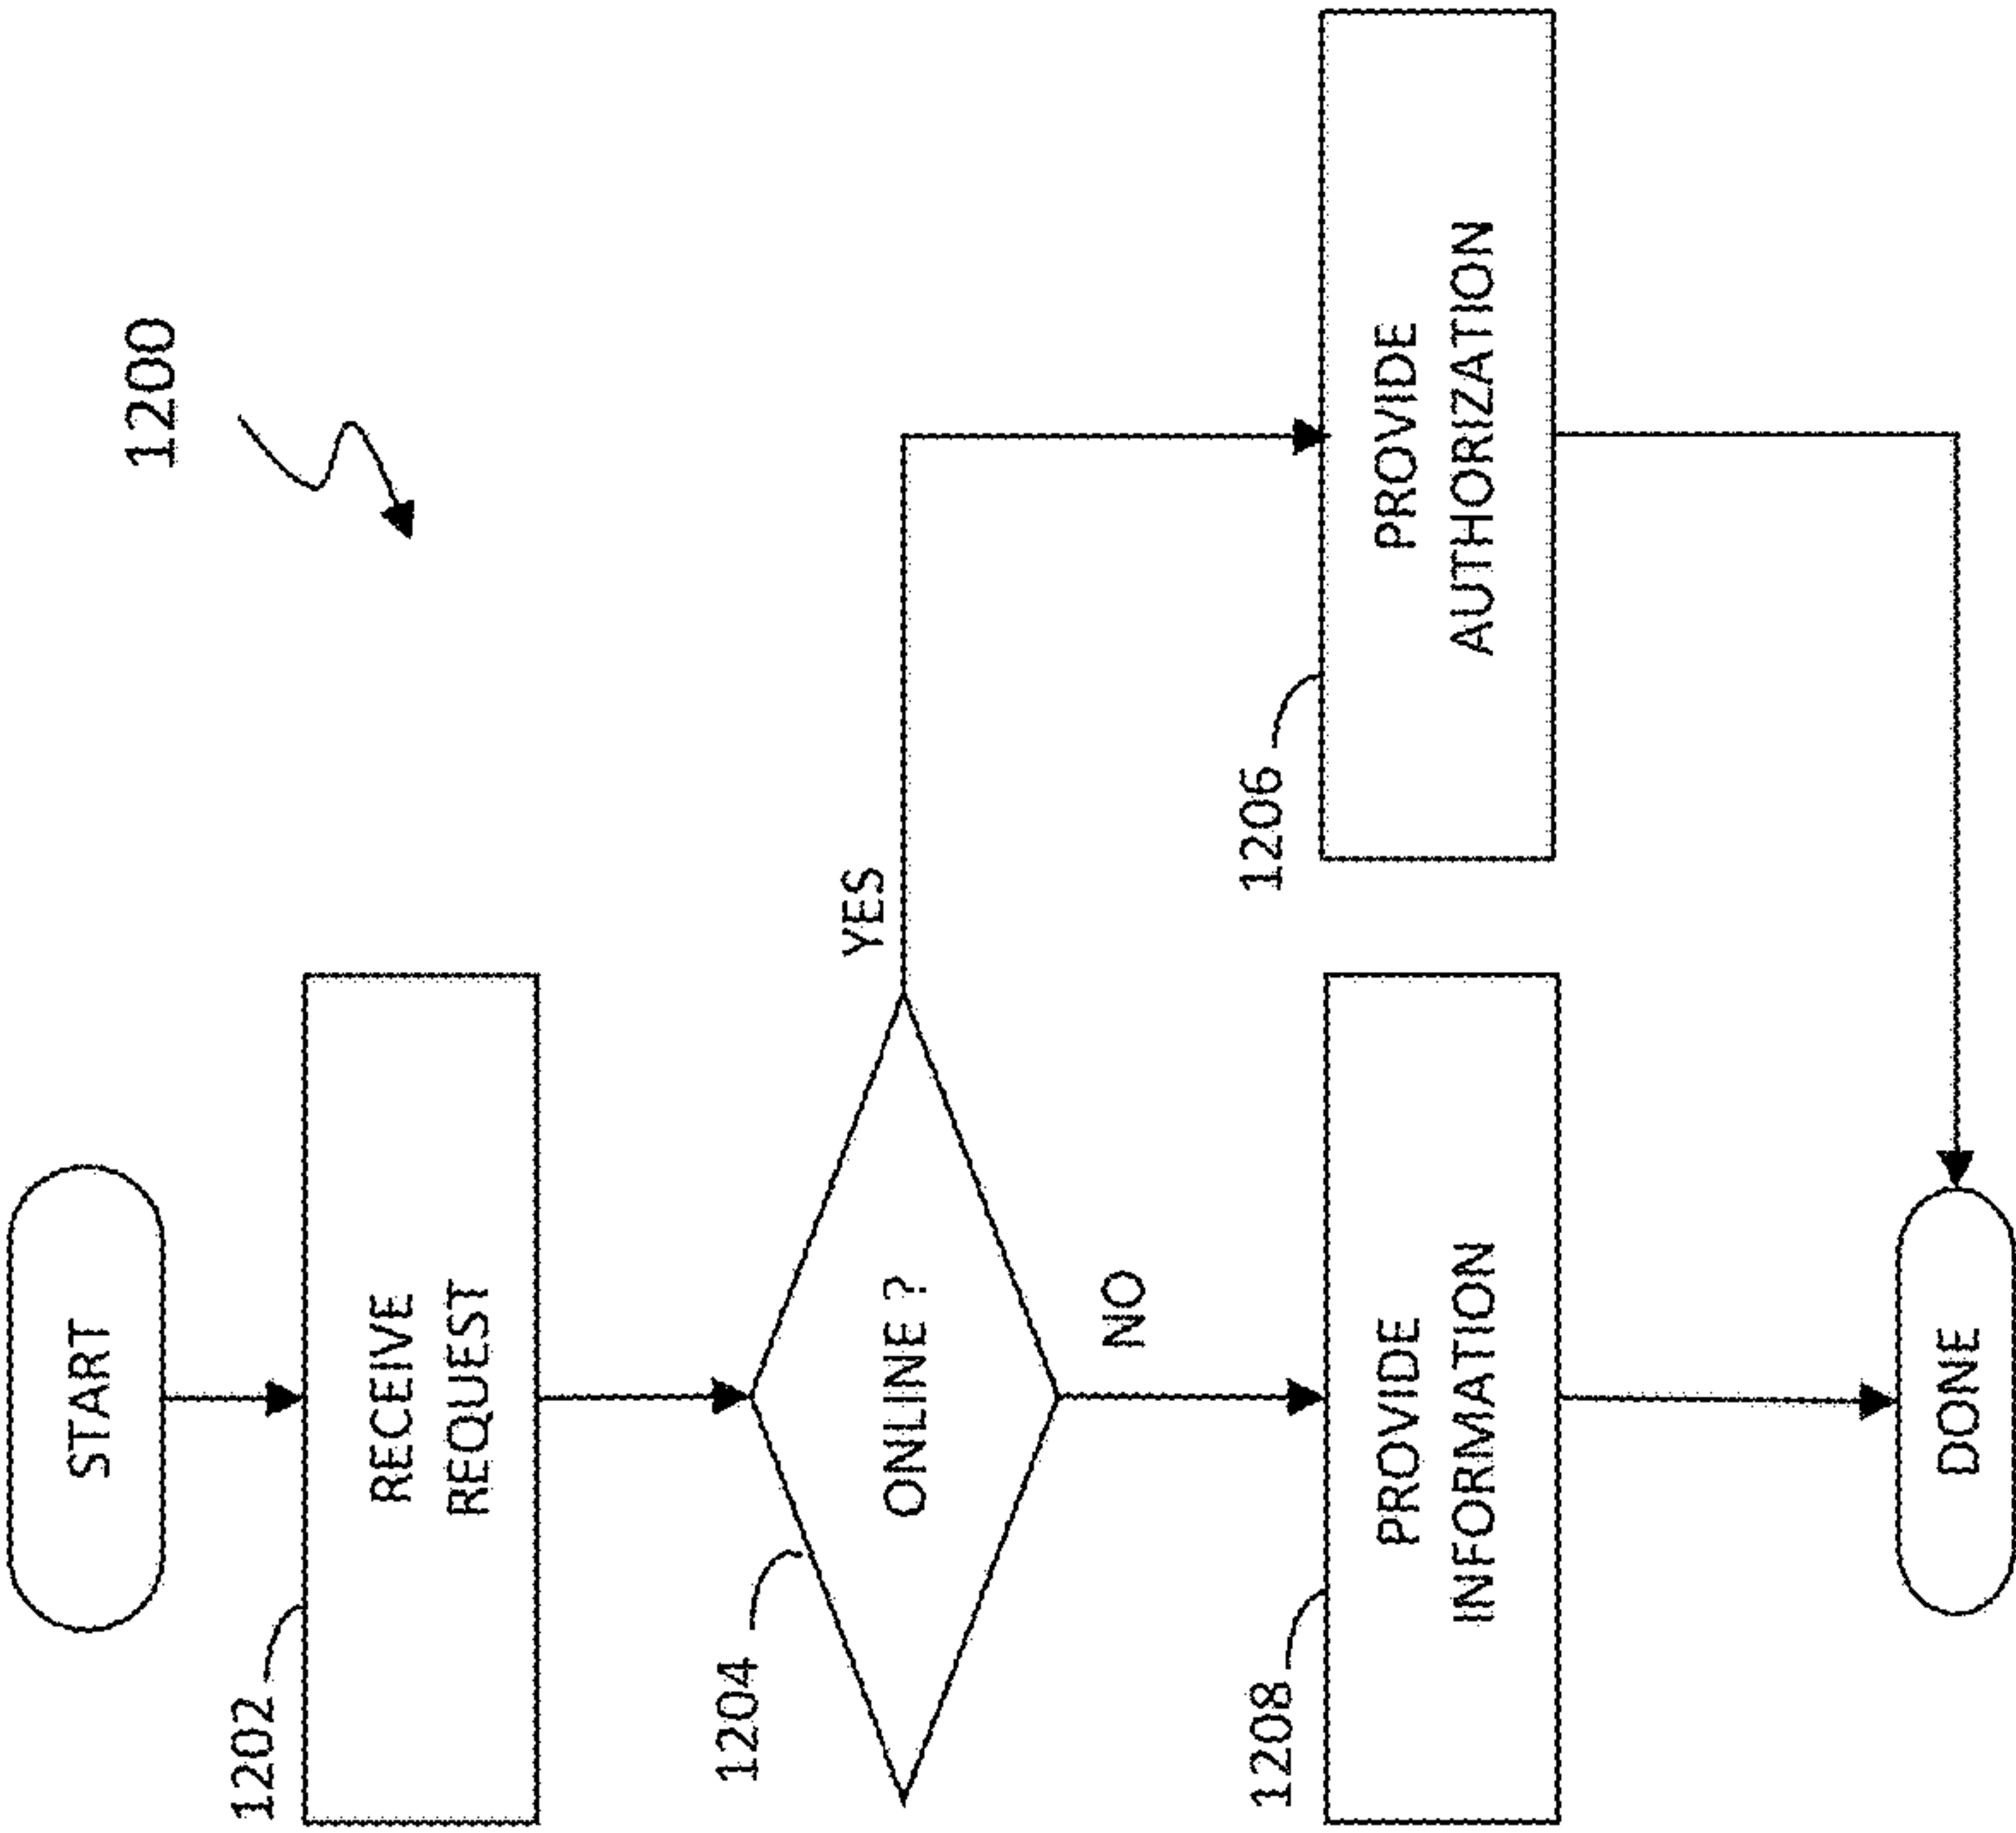 1200
START
1202
RECEIVE
REQUEST
1204
ONLINE ?
YES
NO
1206
PROVIDE
AUTHORIZATION
1208
PROVIDE
INFORMATION
DONE